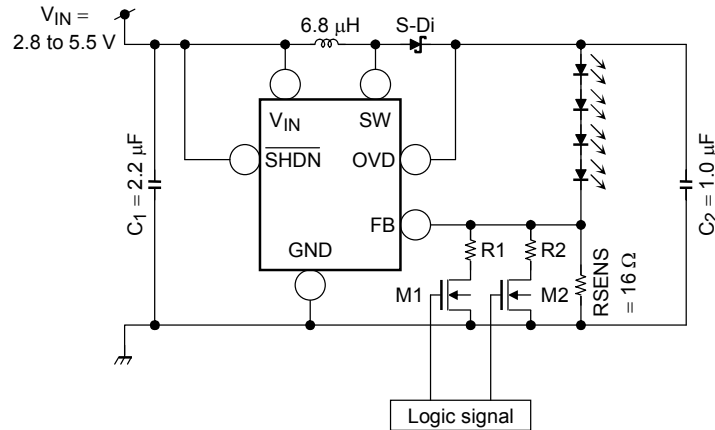 V_IN =
2.8 to 5.5 V
6.8 μH
S-Di
V_IN
SW
SHDN
OVD
FB
GND
C_1 = 2.2 μF
C_2 = 1.0 μF
R1
R2
M1
M2
RSENS
= 16 Ω
Logic signal